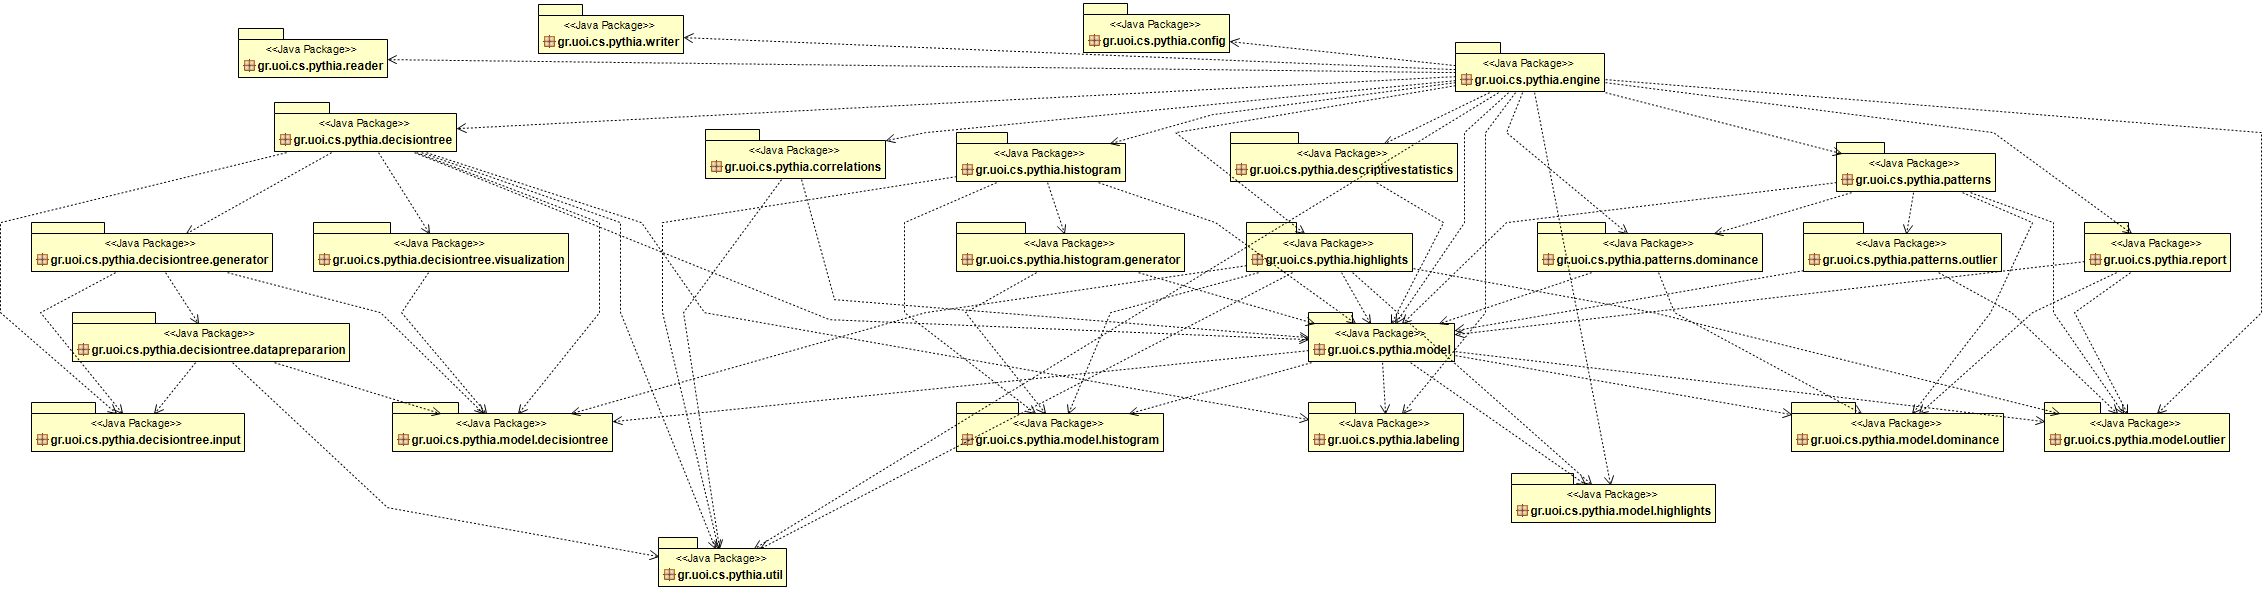 <<Java Package>>
gr.uoi.cs.pythia.writer
<<Java Package>>
gr.uoi.cs.pythia.config
<<Java Package>>
gr.uoi.cs.pythia.reader
<<Java Package>>
gr.uoi.cs.pythia.engine
<<Java Package>>
gr.uoi.cs.pythia.decisiontree
<<Java Package>>
gr.uoi.cs.pythia.correlations
<<Java Package>>
gr.uoi.cs.pythia.histogram
<<Java Package>>
gr.uoi.cs.pythia.descriptivestatistics
<<Java Package>>
gr.uoi.cs.pythia.patterns
<<Java Package>>
gr.uoi.cs.pythia.decisiontree.generator
<<Java Package>>
gr.uoi.cs.pythia.decisiontree.visualization
<<Java Package>>
gr.uoi.cs.pythia.histogram.generator
<<Java Package>>
gr.uoi.cs.pythia.highlights
<<Java Package>>
gr.uoi.cs.pythia.patterns.dominance
<<Java Package>>
gr.uoi.cs.pythia.patterns.outlier
<<Java Package>>
gr.uoi.cs.pythia.report
<<Java Package>>
gr.uoi.cs.pythia.decisiontree.dataprepararion
<<Java Package>>
gr.uoi.cs.pythia.model
<<Java Package>>
gr.uoi.cs.pythia.decisiontree.input
<<Java Package>>
gr.uoi.cs.pythia.model.decisiontree
<<Java Package>>
gr.uoi.cs.pythia.model.histogram
<<Java Package>>
gr.uoi.cs.pythia.labeling
<<Java Package>>
gr.uoi.cs.pythia.model.dominance
<<Java Package>>
gr.uoi.cs.pythia.model.outlier
<<Java Package>>
gr.uoi.cs.pythia.model.highlights
<<Java Package>>
gr.uoi.cs.pythia.util